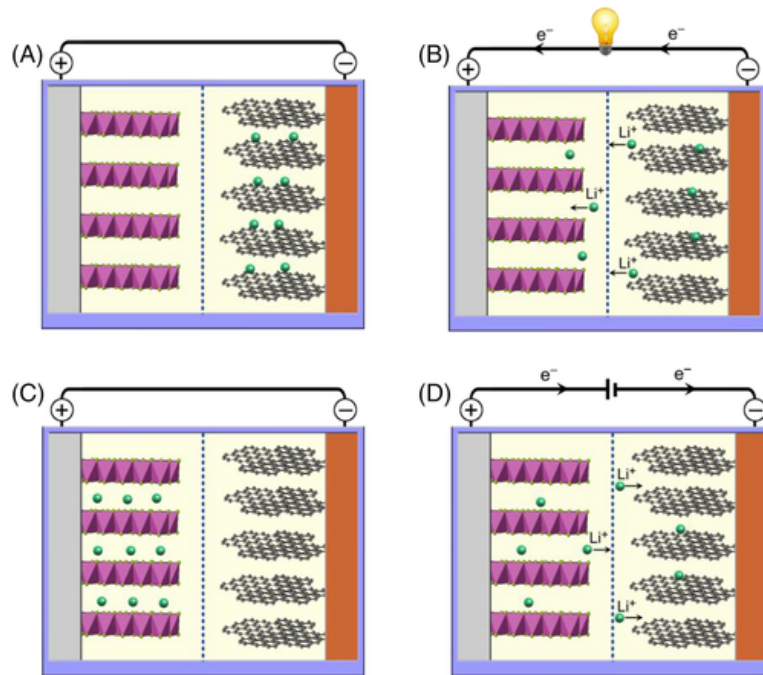 (A)
+
−
(B)
e⁻
e⁻
+
−
Li⁺
Li⁺
Li⁺
(C)
+
−
(D)
e⁻
e⁻
+
−
Li⁺
Li⁺
Li⁺